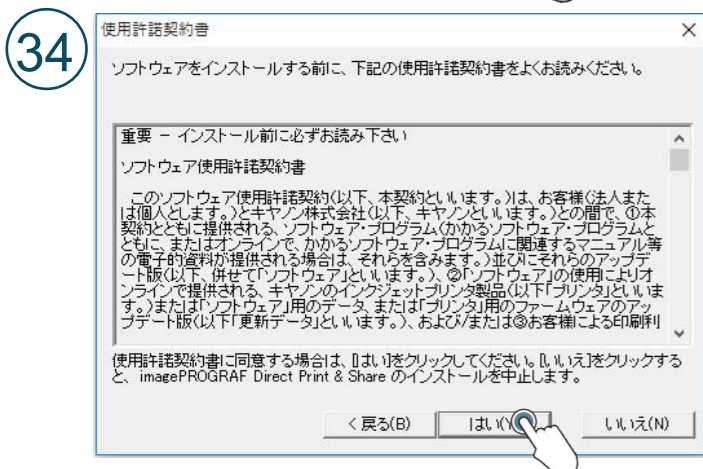 34
使用許諾契約書
ソフトウェアをインストールする前に、下記の使用許諾契約書をよくお読みください。
重要 － インストール前に必ずお読み下さい
ソフトウェア使用許諾契約書
このソフトウェア使用許諾契約(以下、本契約といいます。)は、お客様(法人また
は個人とします。)とキヤノン株式会社(以下、キヤノンといいます。)との間で、①本
契約とともに提供される、ソフトウェア・プログラム(かかるソフトウェア・プログラムと
ともに、またはオンラインで、かかるソフトウェア・プログラムに関連するマニュアル等
の電子的資料が提供される場合は、それらを含みます。)並びにそれらのアップデ
ート版(以下、併せて「ソフトウェア」といいます。)、②「ソフトウェア」の使用によりオ
ンラインで提供される、キヤノンのインクジェットプリンタ製品(以下「プリンタ」といいま
す。)または「ソフトウェア」用のデータ、または「プリンタ」用のファームウェアのアッ
プデート版(以下「更新データ」といいます。)、および/または③お客様による印刷利
使用許諾契約書に同意する場合は、[はい]をクリックしてください。[いいえ]をクリックする
と、imagePROGRAF Direct Print & Share のインストールを中止します。
< 戻る(B) はい(Y) いいえ(N)